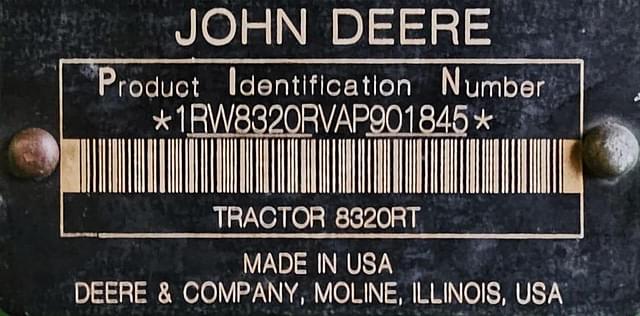 JOHN DEERE
Product Identification Number
*1RW8320RVAP901845*
TRACTOR 8320RT
MADE IN USA
DEERE & COMPANY, MOLINE, ILLINOIS, USA